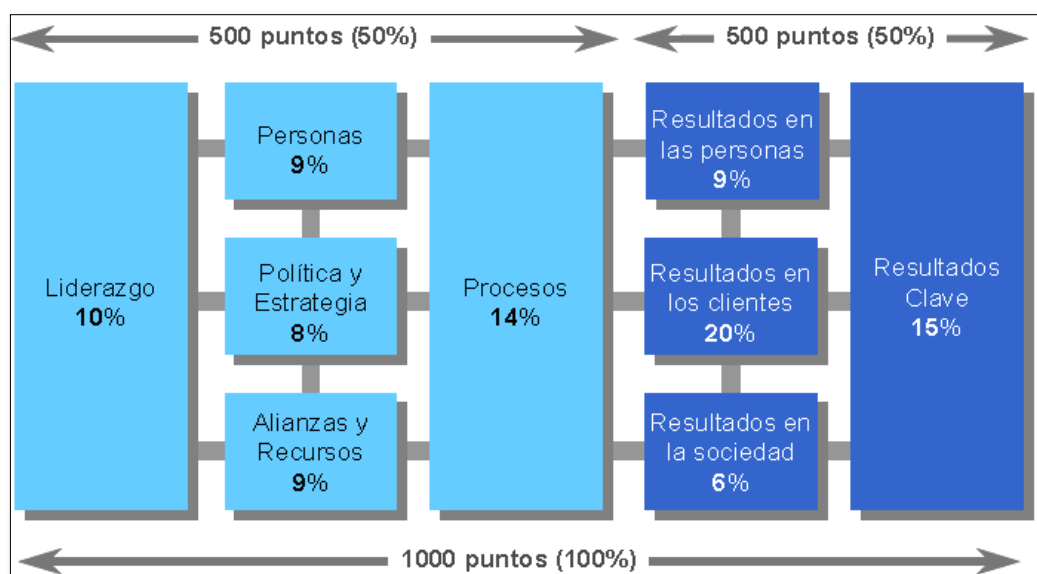 500 puntos (50%)
500 puntos (50%)
Liderazgo
10%
Personas
9%
Política y
Estrategia
8%
Alianzas y
Recursos
9%
Procesos
14%
Resultados en
las personas
9%
Resultados en
los clientes
20%
Resultados en
la sociedad
6%
Resultados
Clave
15%
1000 puntos (100%)